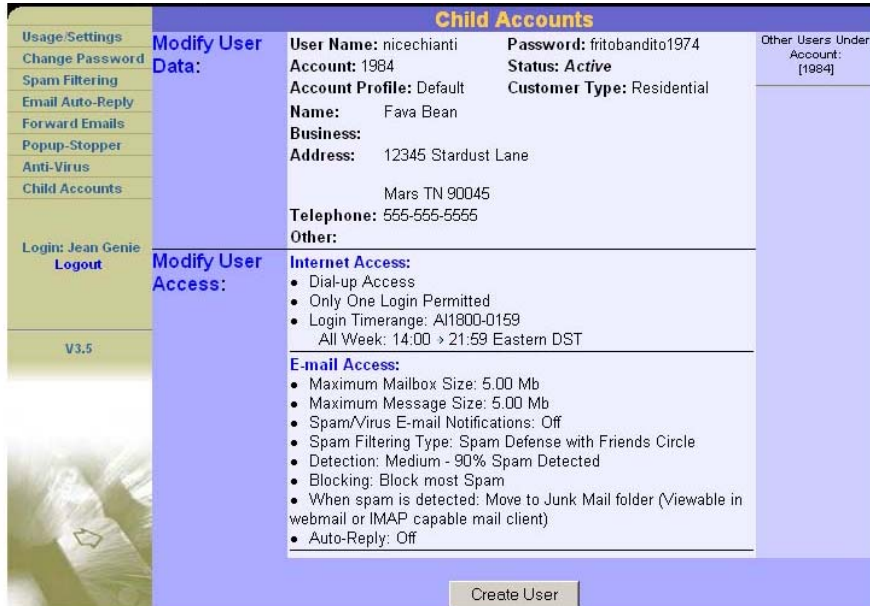 Child Accounts
Usage/Settings
Change Password
Spam Filtering
Email Auto-Reply
Forward Emails
Popup-Stopper
Anti-Virus
Child Accounts
Login: Jean Genie
Logout
V3.5
Modify User
Data:
User Name: nicechianti Password: fritobandito1974
Account: 1984 Status: Active
Account Profile: Default Customer Type: Residential
Name: Fava Bean
Business:
Address: 12345 Stardust Lane
Mars TN 90045
Telephone: 555-555-5555
Other:
Modify User
Access:
Internet Access:
• Dial-up Access
• Only One Login Permitted
• Login Timerange: Al1800-0159
All Week: 14:00 → 21:59 Eastern DST
E-mail Access:
• Maximum Mailbox Size: 5.00 Mb
• Maximum Message Size: 5.00 Mb
• Spam/Virus E-mail Notifications: Off
• Spam Filtering Type: Spam Defense with Friends Circle
• Detection: Medium - 90% Spam Detected
• Blocking: Block most Spam
• When spam is detected: Move to Junk Mail folder (Viewable in
webmail or IMAP capable mail client)
• Auto-Reply: Off
Create User
Other Users Under
Account:
[1984]